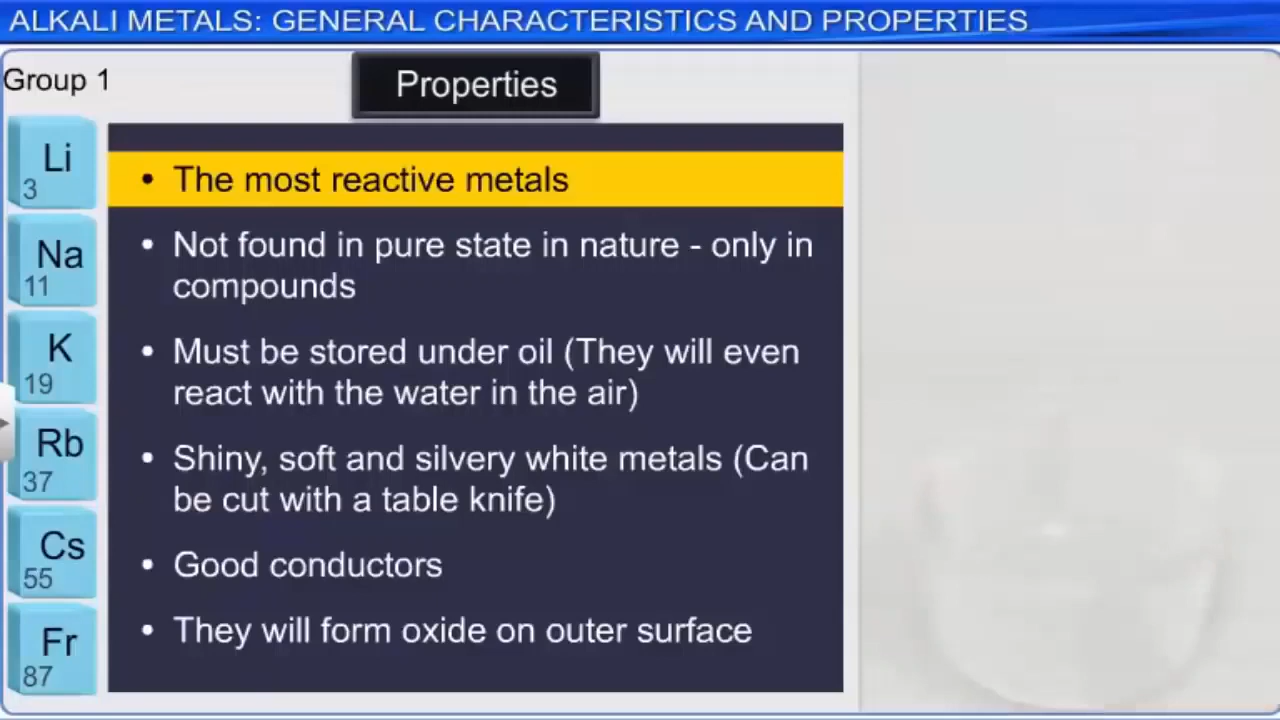 ALKALI METALS: GENERAL CHARACTERISTICS AND PROPERTIES
Group 1
Properties
Li
3
Na
11
K
19
Rb
37
Cs
55
Fr
87
• The most reactive metals
• Not found in pure state in nature - only in
compounds
• Must be stored under oil (They will even
react with the water in the air)
• Shiny, soft and silvery white metals (Can
be cut with a table knife)
• Good conductors
• They will form oxide on outer surface